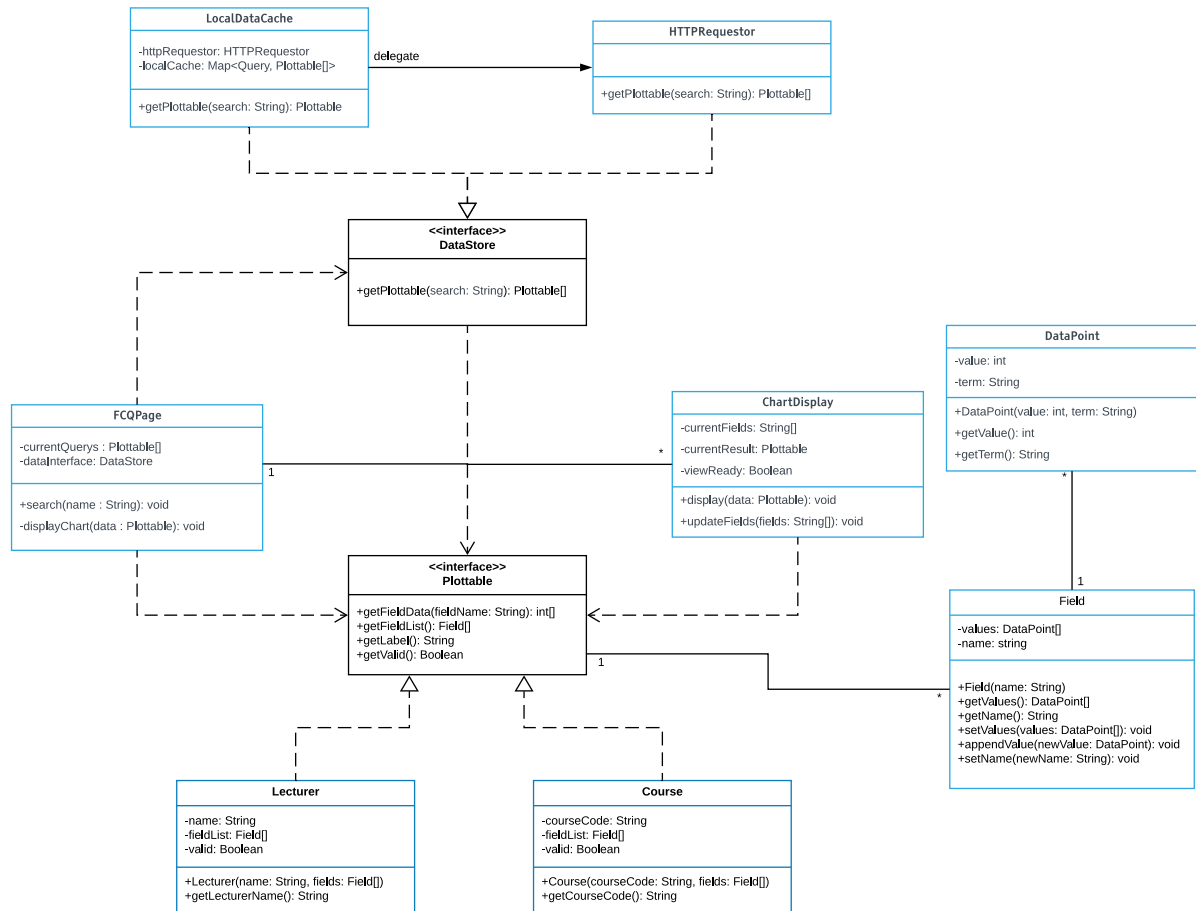 LocalDataCache
-httpRequestor: HTTPRequestor
-localCache: Map<Query, Plottable[]>
+getPlottable(search: String): Plottable
delegate
HTTPRequestor
+getPlottable(search: String): Plottable[]
<<interface>>
DataStore
+getPlottable(search: String): Plottable[]
FCQPage
-currentQuerys : Plottable[]
-dataInterface: DataStore
+search(name : String): void
-displayChart(data : Plottable): void
1
*
ChartDisplay
-currentFields: String[]
-currentResult: Plottable
-viewReady: Boolean
+display(data: Plottable): void
+updateFields(fields: String[]): void
DataPoint
-value: int
-term: String
+DataPoint(value: int, term: String)
+getValue(): int
+getTerm(): String
*
1
<<interface>>
Plottable
+getFieldData(fieldName: String): int[]
+getFieldList(): Field[]
+getLabel(): String
+getValid(): Boolean
1
*
Field
-values: DataPoint[]
-name: string
+Field(name: String)
+getValues(): DataPoint[]
+getName(): String
+setValues(values: DataPoint[]): void
+appendValue(newValue: DataPoint): void
+setName(newName: String): void
Lecturer
-name: String
-fieldList: Field[]
-valid: Boolean
+Lecturer(name: String, fields: Field[])
+getLecturerName(): String
Course
-courseCode: String
-fieldList: Field[]
-valid: Boolean
+Course(courseCode: String, fields: Field[])
+getCourseCode(): String